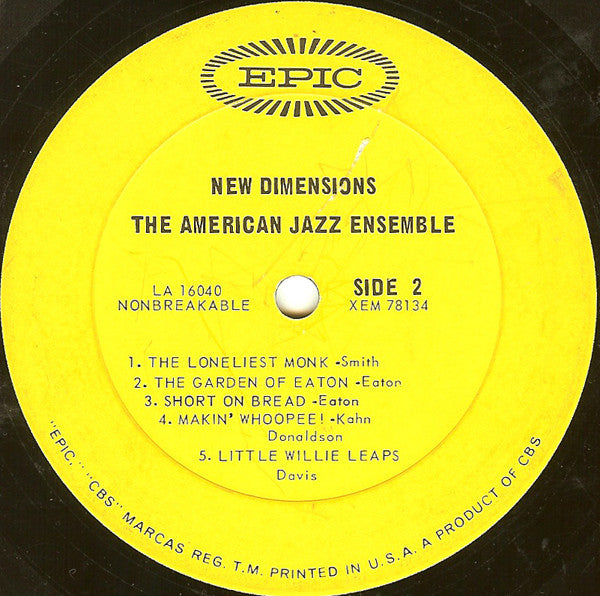 EPIC
NEW DIMENSIONS
THE AMERICAN JAZZ ENSEMBLE
LA 16040
NONBREAKABLE
SIDE 2
XEM 78134
1. THE LONELIEST MONK -Smith
2. THE GARDEN OF EATON -Eaton
3. SHORT ON BREAD -Eaton
4. MAKIN' WHOOPEE! -Kahn
Donaldson
5. LITTLE WILLIE LEAPS
Davis
"EPIC," "CBS" MARCAS REG. T.M. PRINTED IN U.S.A. A PRODUCT OF CBS